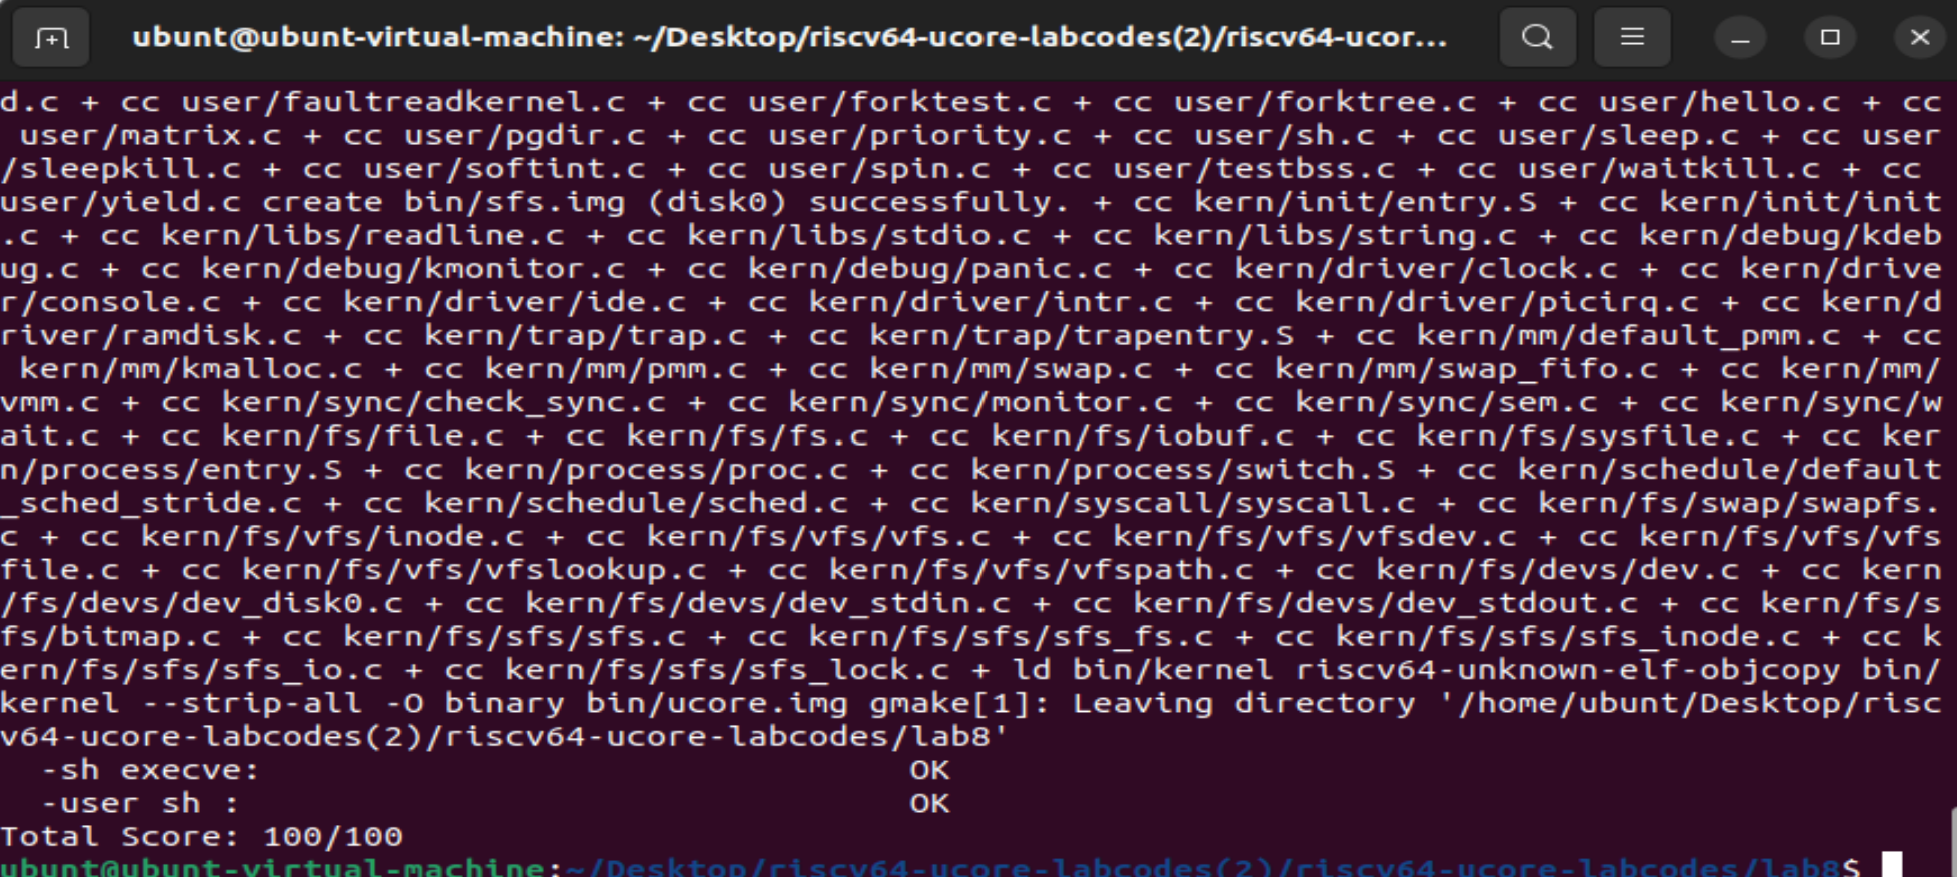 ubunt@ubunt-virtual-machine: ~/Desktop/riscv64-ucore-labcodes(2)/riscv64-ucor...
d.c + cc user/faultreadkernel.c + cc user/forktest.c + cc user/forktree.c + cc user/hello.c + cc
 user/matrix.c + cc user/pgdir.c + cc user/priority.c + cc user/sh.c + cc user/sleep.c + cc user
/sleepkill.c + cc user/softint.c + cc user/spin.c + cc user/testbss.c + cc user/waitkill.c + cc
user/yield.c create bin/sfs.img (disk0) successfully. + cc kern/init/entry.S + cc kern/init/init
.c + cc kern/libs/readline.c + cc kern/libs/stdio.c + cc kern/libs/string.c + cc kern/debug/kdeb
ug.c + cc kern/debug/kmonitor.c + cc kern/debug/panic.c + cc kern/driver/clock.c + cc kern/drive
r/console.c + cc kern/driver/ide.c + cc kern/driver/intr.c + cc kern/driver/picirq.c + cc kern/d
river/ramdisk.c + cc kern/trap/trap.c + cc kern/trap/trapentry.S + cc kern/mm/default_pmm.c + cc
 kern/mm/kmalloc.c + cc kern/mm/pmm.c + cc kern/mm/swap.c + cc kern/mm/swap_fifo.c + cc kern/mm/
vmm.c + cc kern/sync/check_sync.c + cc kern/sync/monitor.c + cc kern/sync/sem.c + cc kern/sync/w
ait.c + cc kern/fs/file.c + cc kern/fs/fs.c + cc kern/fs/iobuf.c + cc kern/fs/sysfile.c + cc ker
n/process/entry.S + cc kern/process/proc.c + cc kern/process/switch.S + cc kern/schedule/default
_sched_stride.c + cc kern/schedule/sched.c + cc kern/syscall/syscall.c + cc kern/fs/swap/swapfs.
c + cc kern/fs/vfs/inode.c + cc kern/fs/vfs/vfs.c + cc kern/fs/vfs/vfsdev.c + cc kern/fs/vfs/vfs
file.c + cc kern/fs/vfs/vfslookup.c + cc kern/fs/vfs/vfspath.c + cc kern/fs/devs/dev.c + cc kern
/fs/devs/dev_disk0.c + cc kern/fs/devs/dev_stdin.c + cc kern/fs/devs/dev_stdout.c + cc kern/fs/s
fs/bitmap.c + cc kern/fs/sfs/sfs.c + cc kern/fs/sfs/sfs_fs.c + cc kern/fs/sfs/sfs_inode.c + cc k
ern/fs/sfs/sfs_io.c + cc kern/fs/sfs/sfs_lock.c + ld bin/kernel riscv64-unknown-elf-objcopy bin/
kernel --strip-all -O binary bin/ucore.img gmake[1]: Leaving directory '/home/ubunt/Desktop/risc
v64-ucore-labcodes(2)/riscv64-ucore-labcodes/lab8'
  -sh execve:                                OK
  -user sh :                                 OK
Total Score: 100/100
ubunt@ubunt-virtual-machine:~/Desktop/riscv64-ucore-labcodes(2)/riscv64-ucore-labcodes/lab8$